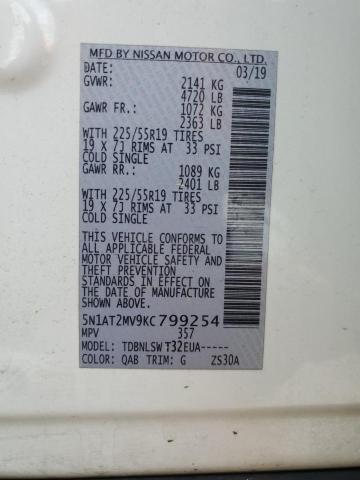 MFD BY NISSAN MOTOR CO., LTD.
DATE: 03/19
GVWR: 2141 KG
4720 LB
GAWR FR.: 1072 KG
2363 LB
WITH 225/55R19 TIRES
19 X 7J RIMS AT 33 PSI
COLD SINGLE
GAWR RR.: 1089 KG
2401 LB
WITH 225/55R19 TIRES
19 X 7J RIMS AT 33 PSI
COLD SINGLE
THIS VEHICLE CONFORMS TO
ALL APPLICABLE FEDERAL
MOTOR VEHICLE SAFETY AND
THEFT PREVENTION
STANDARDS IN EFFECT ON
THE DATE OF MFR. SHOWN
ABOVE.
5N1AT2MV9KC799254
MPV 357
MODEL: TDBNLSWT32EUA-----
COLOR: QAB TRIM: G ZS30A